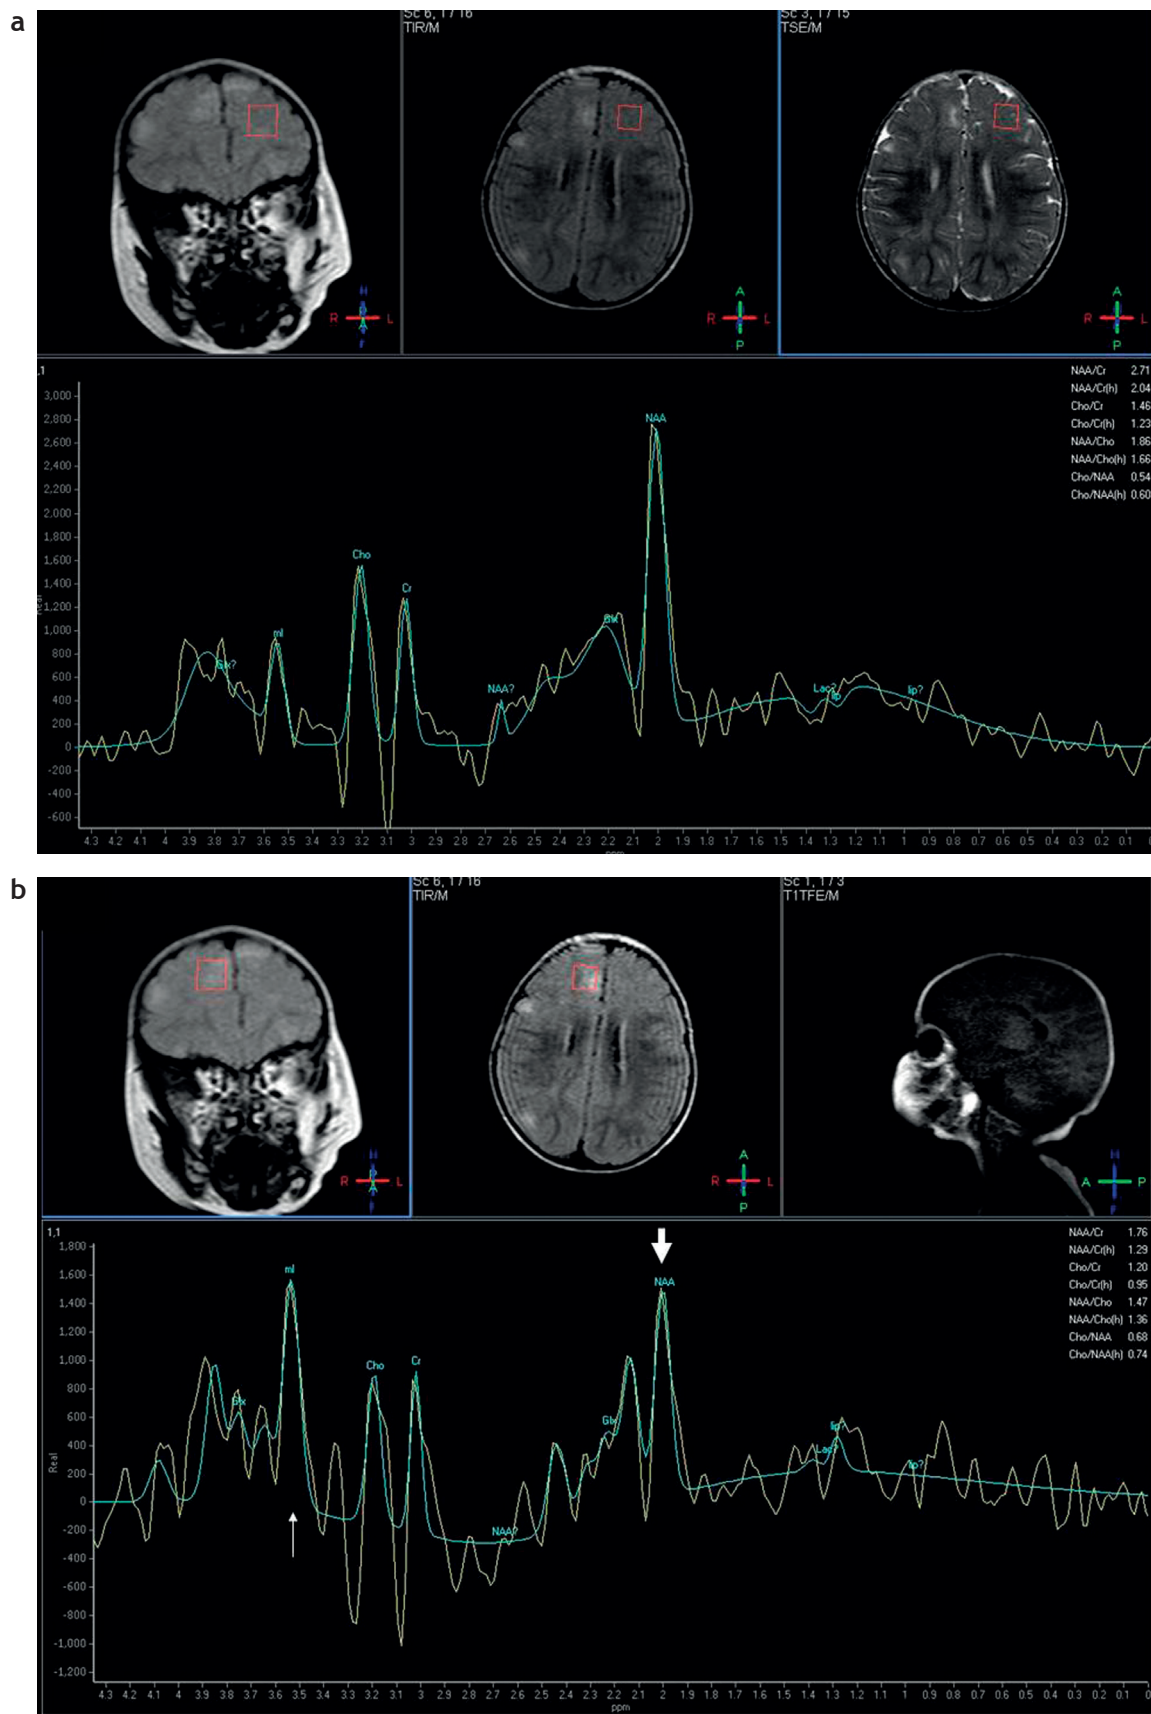 a
Sc 6, 1 / 16
TIR/M
Sc 3, 1 / 15
TSE/M
H
P
R L
A
F
A
R L
P
A
R L
P
,1
NAA/Cr 2.71
NAA/Cr(h) 2.04
Cho/Cr 1.46
Cho/Cr(h) 1.23
NAA/Cho 1.86
NAA/Cho(h) 1.66
Cho/NAA 0.54
Cho/NAA(h) 0.60
3,000
2,800
2,600
2,400
2,200
2,000
1,800
1,600
1,400
1,200
1,000
800
600
400
200
0
-200
-400
-600
Real
Glx?
mI
Cho
Cr
NAA?
Glx
NAA
Lac?
lip
lip?
4.3 4.2 4.1 4 3.9 3.8 3.7 3.6 3.5 3.4 3.3 3.2 3.1 3 2.9 2.8 2.7 2.6 2.5 2.4 2.3 2.2 2.1 2 1.9 1.8 1.7 1.6 1.5 1.4 1.3 1.2 1.1 1 0.9 0.8 0.7 0.6 0.5 0.4 0.3 0.2 0.1 0
ppm
b
Sc 6, 1 / 16
TIR/M
Sc 1, 1 / 3
T1TFE/M
H
P
R L
A
F
A
R L
P
H
A P
F
1,1
NAA/Cr 1.76
NAA/Cr(h) 1.29
Cho/Cr 1.20
Cho/Cr(h) 0.95
NAA/Cho 1.47
NAA/Cho(h) 1.36
Cho/NAA 0.68
Cho/NAA(h) 0.74
1,800
1,600
1,400
1,200
1,000
800
600
400
200
0
-200
-400
-600
-800
-1,000
-1,200
Real
Glx
mI
Cho
Cr
NAA?
Glx
NAA
Lac?
lip?
lip?
4.3 4.2 4.1 4 3.9 3.8 3.7 3.6 3.5 3.4 3.3 3.2 3.1 3 2.9 2.8 2.7 2.6 2.5 2.4 2.3 2.2 2.1 2 1.9 1.8 1.7 1.6 1.5 1.4 1.3 1.2 1.1 1 0.9 0.8 0.7 0.6 0.5 0.4 0.3 0.2 0.1 0
ppm